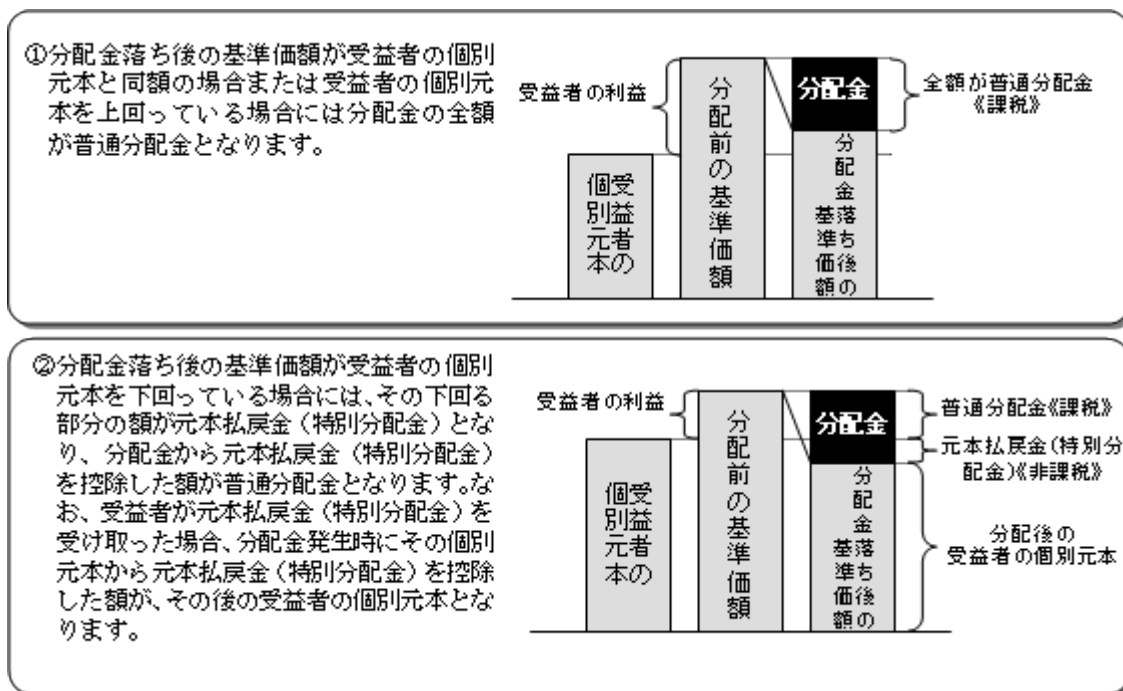 ①分配金落ち後の基準価額が受益者の個別
元本と同額の場合または受益者の個別元
本を上回っている場合には分配金の全額
が普通分配金となります。
受益者の利益
受益者の
個別元本
分配前の基準価額
分配金
分配金落ち後の
基準価額
全額が普通分配金
《課税》
②分配金落ち後の基準価額が受益者の個別
元本を下回っている場合には、その下回る
部分の額が元本払戻金（特別分配金）とな
り、分配金から元本払戻金（特別分配金）
を控除した額が普通分配金となります。な
お、受益者が元本払戻金（特別分配金）を
受け取った場合、分配金発生時にその個別
元本から元本払戻金（特別分配金）を控除
した額が、その後の受益者の個別元本とな
ります。
受益者の利益
受益者の
個別元本
分配前の基準価額
分配金
分配金落ち後の
基準価額
普通分配金《課税》
元本払戻金（特別分
配金）《非課税》
分配後の
受益者の個別元本